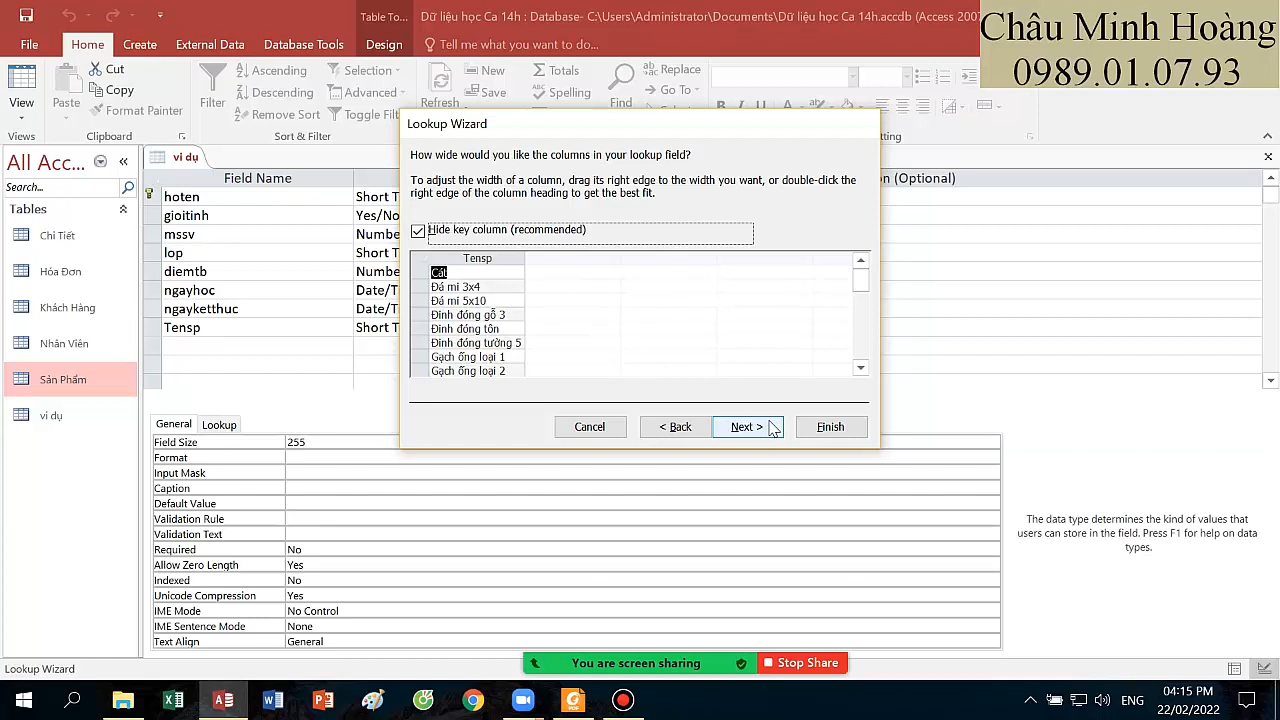 Table To...
Dữ liệu học Ca 14h : Database- C:\Users\Administrator\Documents\Dữ liệu học Ca 14h.accdb (Access 2007
Châu Minh Hoàng
0989.01.07.93
File
Home
Create
External Data
Database Tools
Design
Tell me what you want to do...
View
Paste
Cut
Copy
Format Painter
Filter
Ascending
Descending
Remove Sort
Selection
Advanced
Toggle Fil
Refresh
New
Save
Totals
Spelling
Find
Replace
Go To
Views
Clipboard
Sort & Filter
All Acc...
Search...
Tables
Chi Tiết
Hóa Đơn
Khách Hàng
Nhân Viên
Sản Phẩm
ví dụ
ví dụ
Field Name
n (Optional)
hoten Short T
gioitinh Yes/No
mssv Numbe
lop Short T
diemtb Numbe
ngayhoc Date/T
ngayketthuc Date/T
Tensp Short T
Lookup Wizard
How wide would you like the columns in your lookup field?
To adjust the width of a column, drag its right edge to the width you want, or double-click the
right edge of the column heading to get the best fit.
Hide key column (recommended)
Tensp
Cát
Đá mi 3x4
Đá mi 5x10
Đinh đóng gỗ 3
Đinh đóng tôn
Đinh đóng tường 5
Gạch ống loại 1
Gạch ống loại 2
Cancel
< Back
Next >
Finish
General
Lookup
Field Size 255
Format
Input Mask
Caption
Default Value
Validation Rule
Validation Text
Required No
Allow Zero Length Yes
Indexed No
Unicode Compression Yes
IME Mode No Control
IME Sentence Mode None
Text Align General
The data type determines the kind of values that
users can store in the field. Press F1 for help on data
types.
Lookup Wizard
You are screen sharing
Stop Share
ENG
04:15 PM
22/02/2022